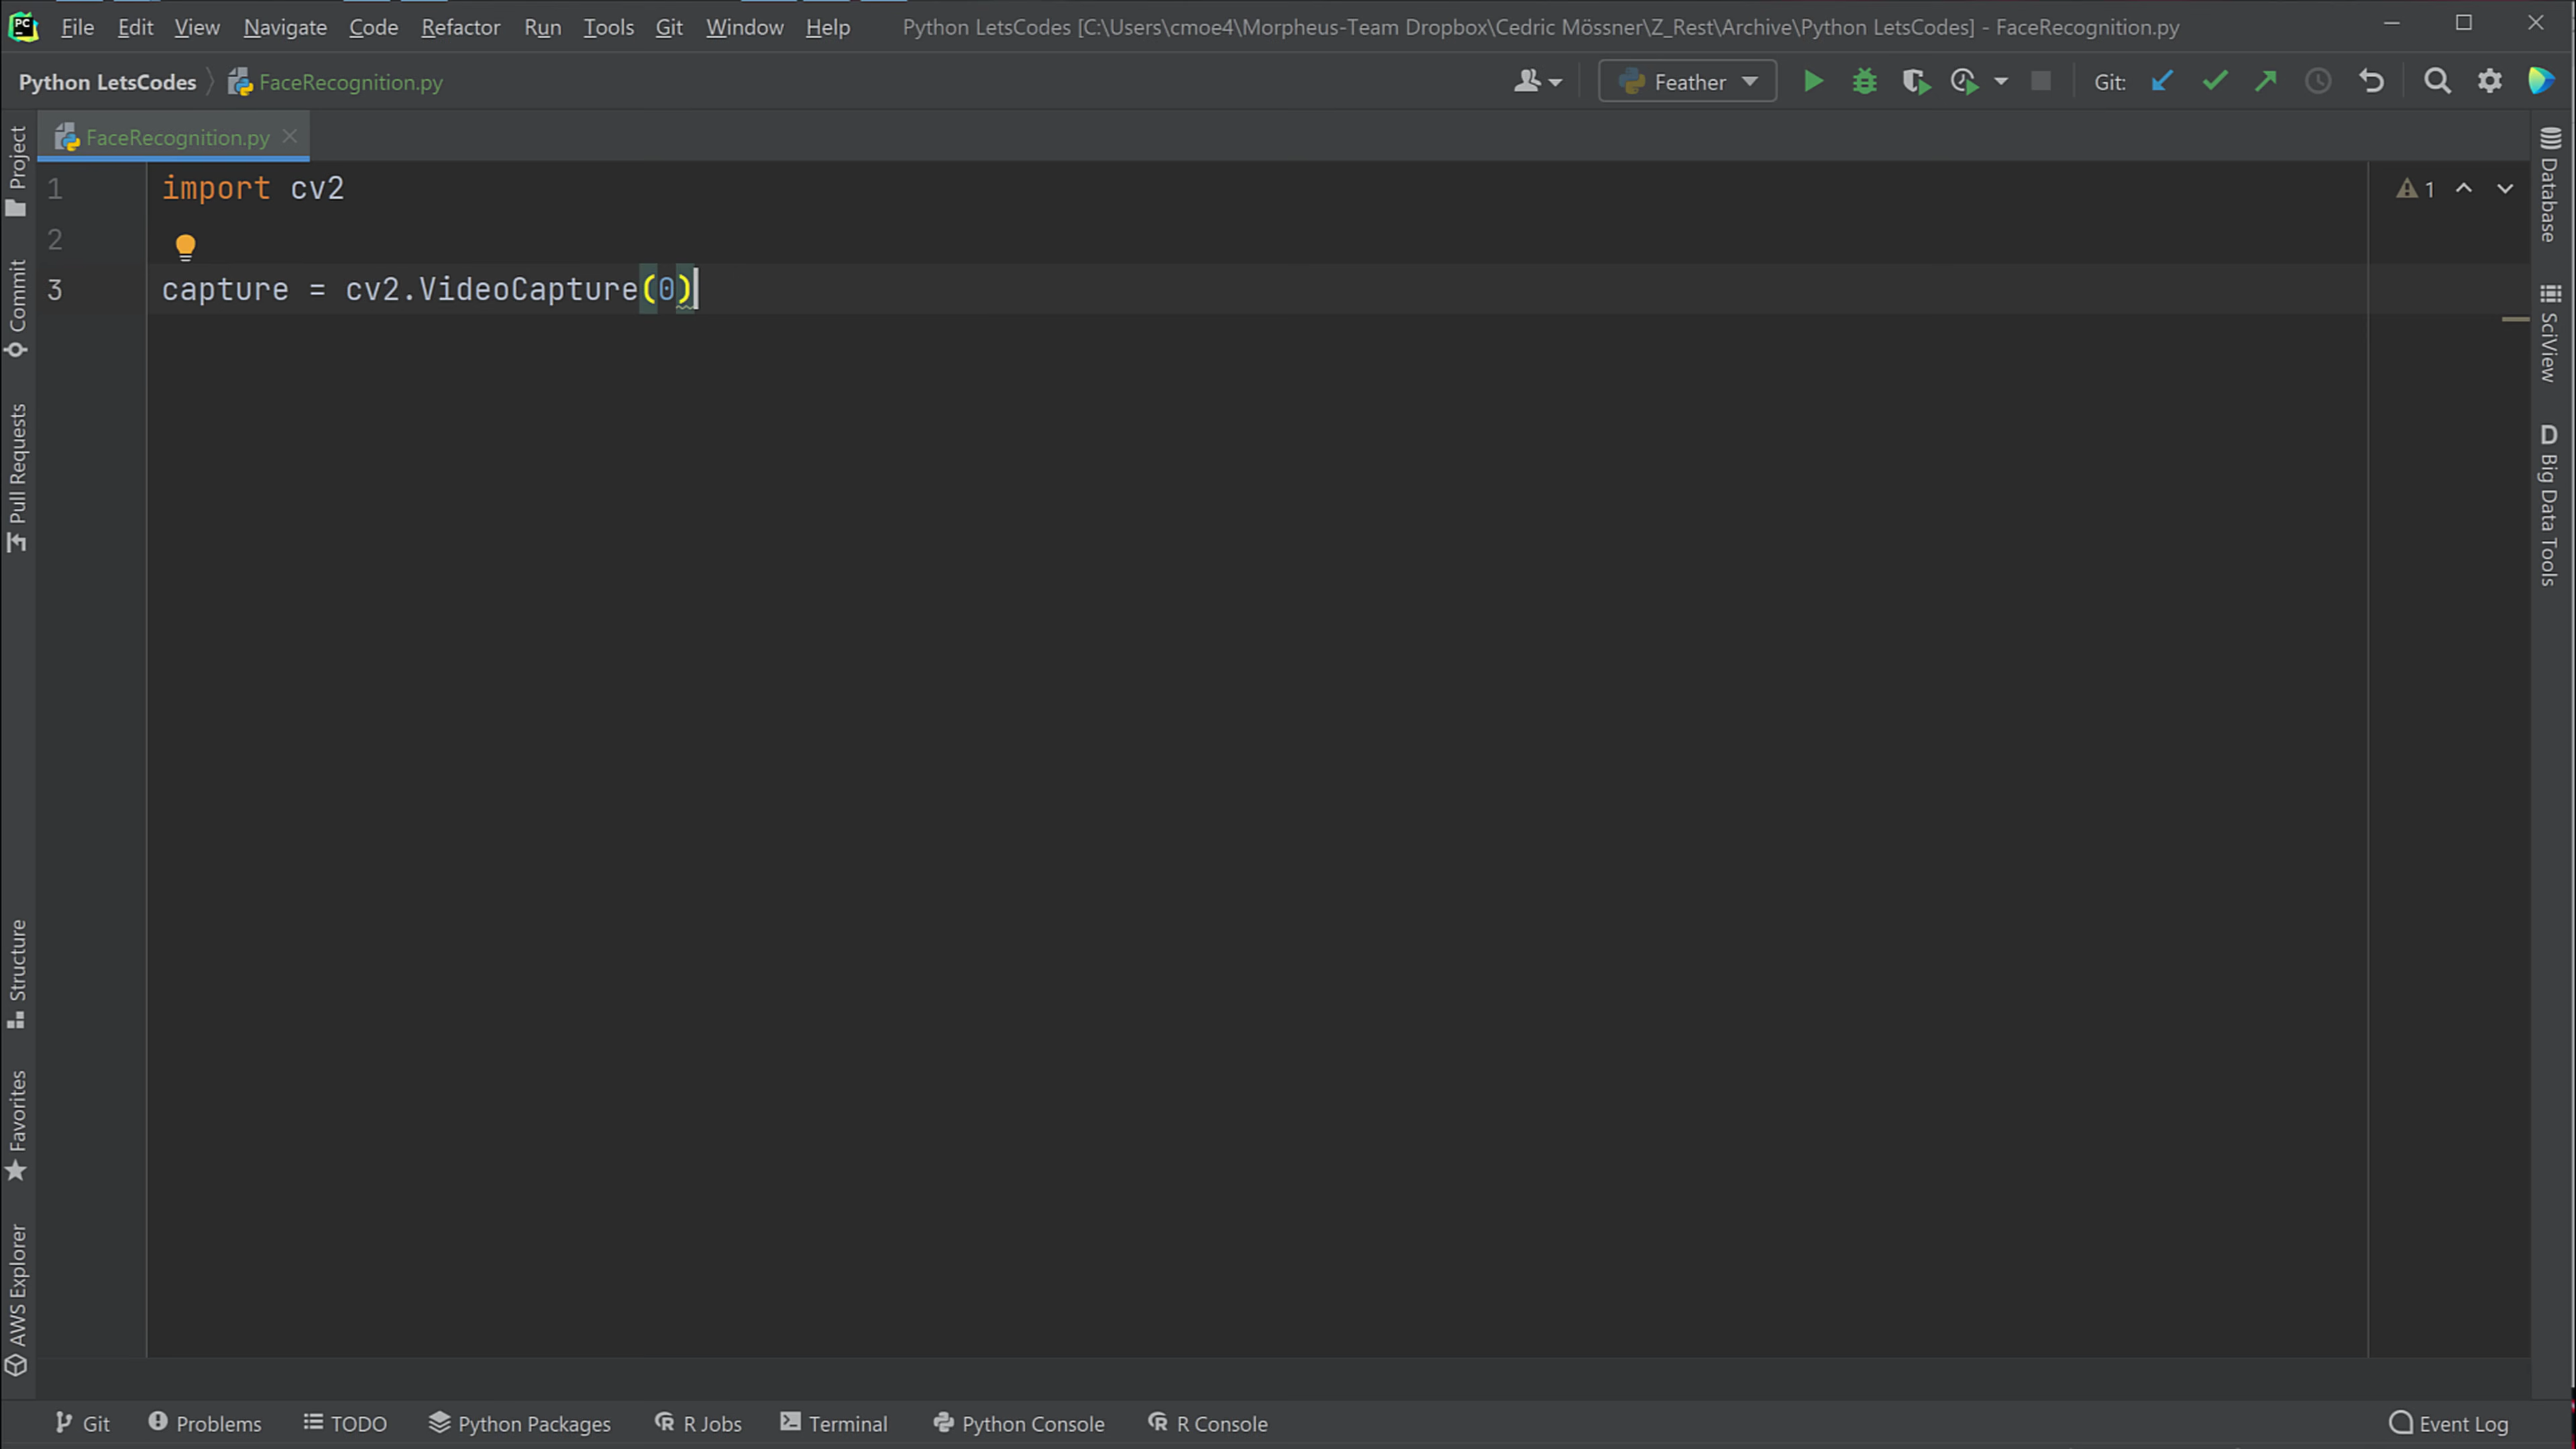 PC File Edit View Navigate Code Refactor Run Tools Git Window Help Python LetsCodes [C:\Users\cmoe4\Morpheus-Team Dropbox\Cedric Mössner\Z_Rest\Archive\Python LetsCodes] - FaceRecognition.py
Python LetsCodes FaceRecognition.py Feather Git:
FaceRecognition.py
1 import cv2
2
3 capture = cv2.VideoCapture(0)
1
Project
Commit
Pull Requests
Structure
Favorites
AWS Explorer
Database
SciView
D Big Data Tools
Git Problems TODO Python Packages R Jobs Terminal Python Console R Console Event Log